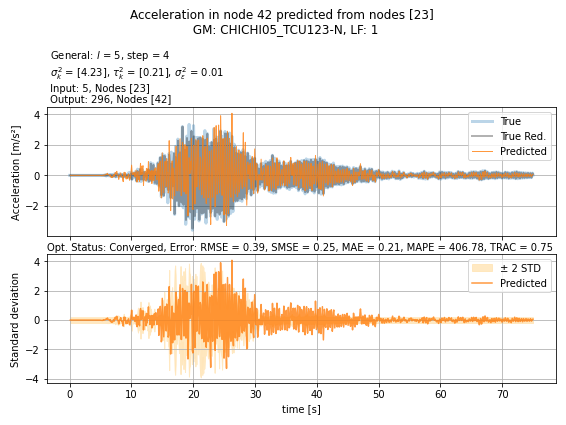 Acceleration in node 42 predicted from nodes [23]
GM: CHICHI05_TCU123-N, LF: 1
General: l = 5, step = 4
σ²ₖ = [4.23], τ²ₖ = [0.21], σ²ᵣ = 0.01
Input: 5, Nodes [23]
Output: 296, Nodes [42]
Acceleration [m/s²]
4
2
0
−2
True
True Red.
Predicted
Opt. Status: Converged, Error: RMSE = 0.39, SMSE = 0.25, MAE = 0.21, MAPE = 406.78, TRAC = 0.75
Standard deviation
4
2
0
−2
−4
± 2 STD
Predicted
0 10 20 30 40 50 60 70
time [s]